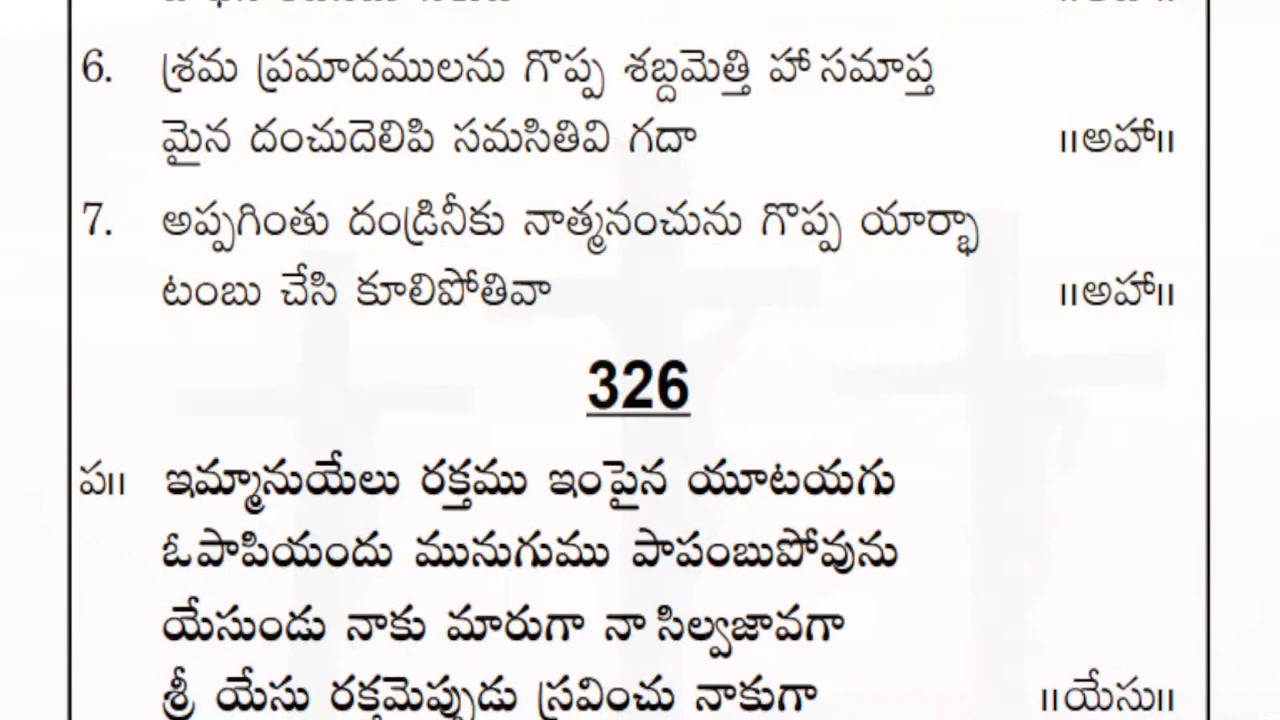 6. శ్రమ ప్రమాదములను గొప్ప శబ్దమెత్తి హా సమాప్త
మైన దంచుదెలిపి సమసితివి గదా ॥అహా॥
7. అప్పగింతు దండ్రినీకు నాత్మనంచును గొప్ప యార్భా
టంబు చేసి కూలిపోతివా ॥అహా॥
326
ప॥ ఇమ్మానుయేలు రక్తము ఇంపైన యూటయగు
ఓపాపియందు మునుగుము పాపంబుపోవును
యేసుండు నాకు మారుగా నా సిల్వజావగా
శ్రీ యేసు రక్తమెప్పుడు స్రవించు నాకుగా ॥యేసు॥